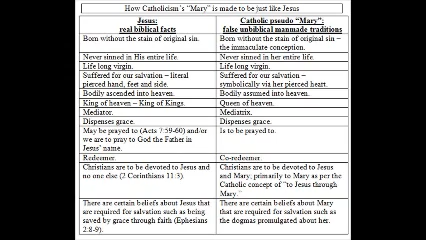 How Catholicism's "Mary" is made to be just like Jesus
Jesus:
real biblical facts
Catholic pseudo "Mary":
false unbiblical manmade traditions
Born without the stain of original sin.
Born without the stain of original sin –
the immaculate conception.
Never sinned in His entire life.
Never sinned in her entire life.
Life long virgin.
Life long virgin.
Suffered for our salvation – literal
pierced hand, feet and side.
Suffered for our salvation –
symbolically via her pierced heart.
Bodily ascended into heaven.
Bodily assumed into heaven.
King of heaven – King of Kings.
Queen of heaven.
Mediator.
Mediatrix.
Dispenses grace.
Dispenses grace.
May be prayed to (Acts 7:59-60) and/or
we are to pray to God the Father in
Jesus' name.
Is to be prayed to.
Redeemer.
Co-redeemer.
Christians are to be devoted to Jesus and
no one else (2 Corinthians 11:3).
Christians are to be devoted to Jesus
and Mary; primarily to Mary as per the
Catholic concept of "to Jesus through
Mary."
There are certain beliefs about Jesus that
are required for salvation such as being
saved by grace through faith (Ephesians
2:8-9).
There are certain beliefs about Mary
that are required for salvation such as
the dogmas promulgated about her.